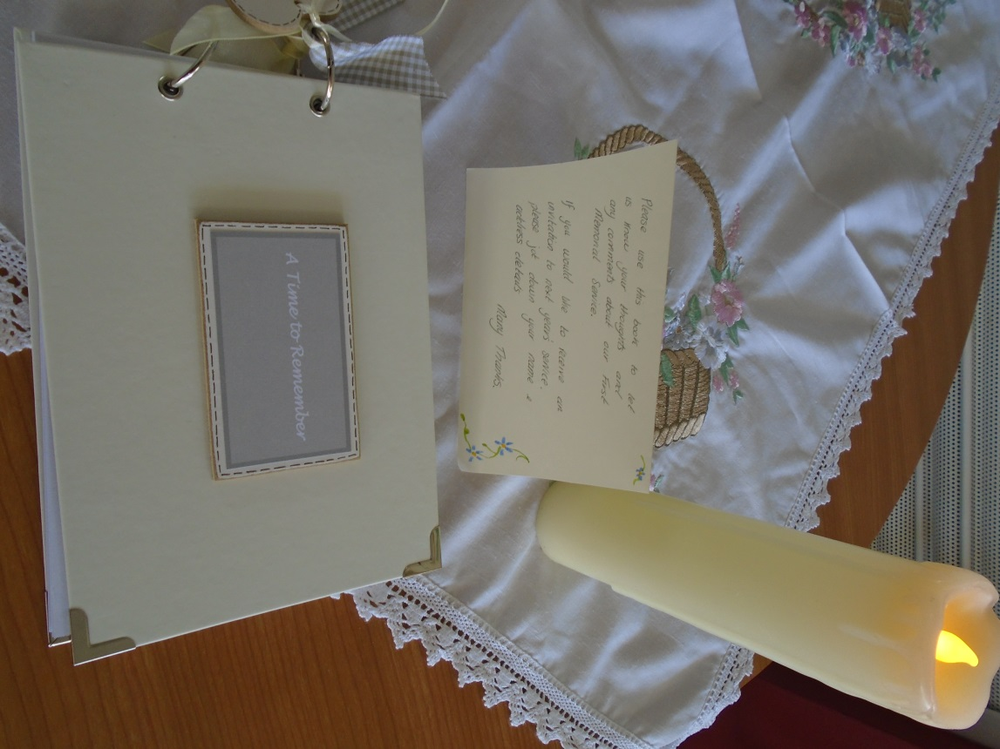 A Time to Remember
Please use this book to let
us know your thoughts and
any comments about our First
Memorial Service.
If you would like to receive an
invitation to next years' service,
please jot down your name &
address details
Many Thanks.